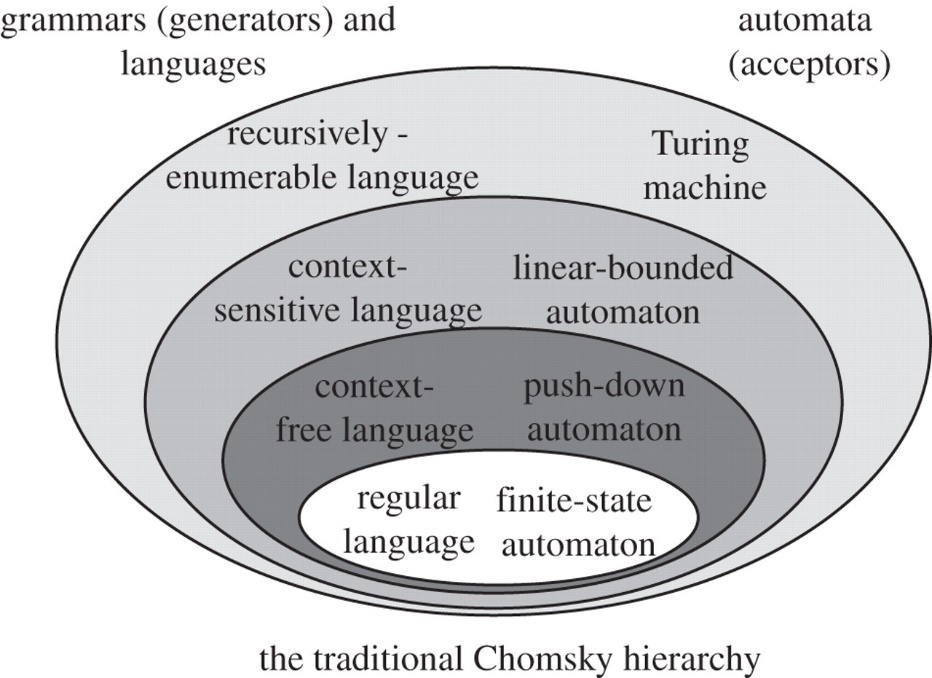 grammars (generators) and
languages
automata
(acceptors)
recursively -
enumerable language
Turing
machine
context-
sensitive language
linear-bounded
automaton
context-
free language
push-down
automaton
regular
language
finite-state
automaton
the traditional Chomsky hierarchy